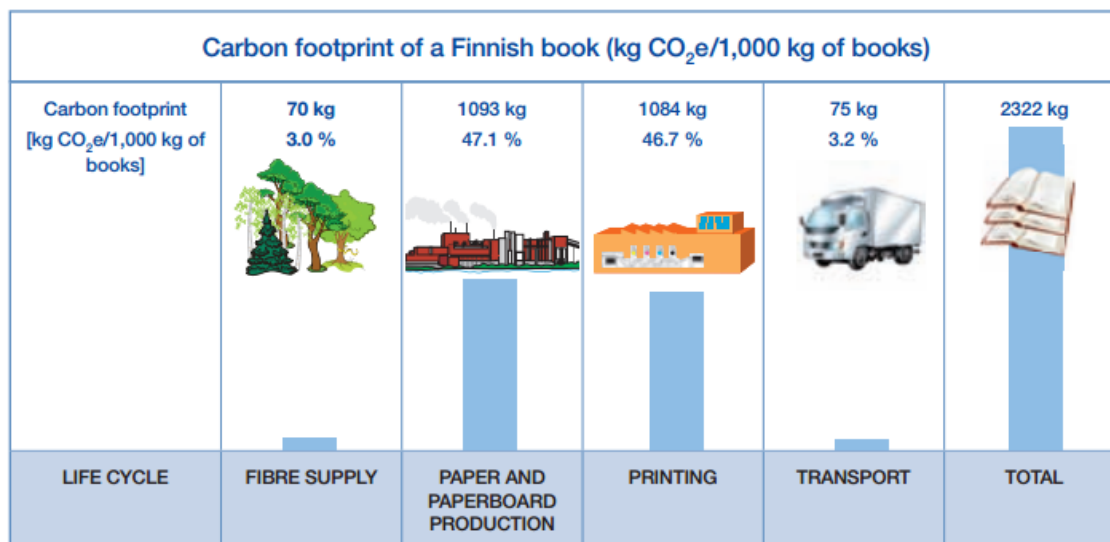 Carbon footprint of a Finnish book (kg CO₂e/1,000 kg of books)
Carbon footprint
[kg CO₂e/1,000 kg of
books]
70 kg
3.0 %
1093 kg
47.1 %
1084 kg
46.7 %
75 kg
3.2 %
2322 kg
LIFE CYCLE
FIBRE SUPPLY
PAPER AND
PAPERBOARD
PRODUCTION
PRINTING
TRANSPORT
TOTAL